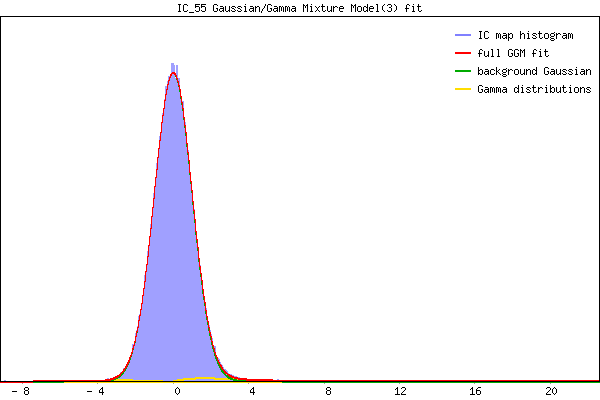 IC_55 Gaussian/Gamma Mixture Model(3) fit
IC map histogram
full GGM fit
background Gaussian
Gamma distributions
-8 -4 0 4 8 12 16 20